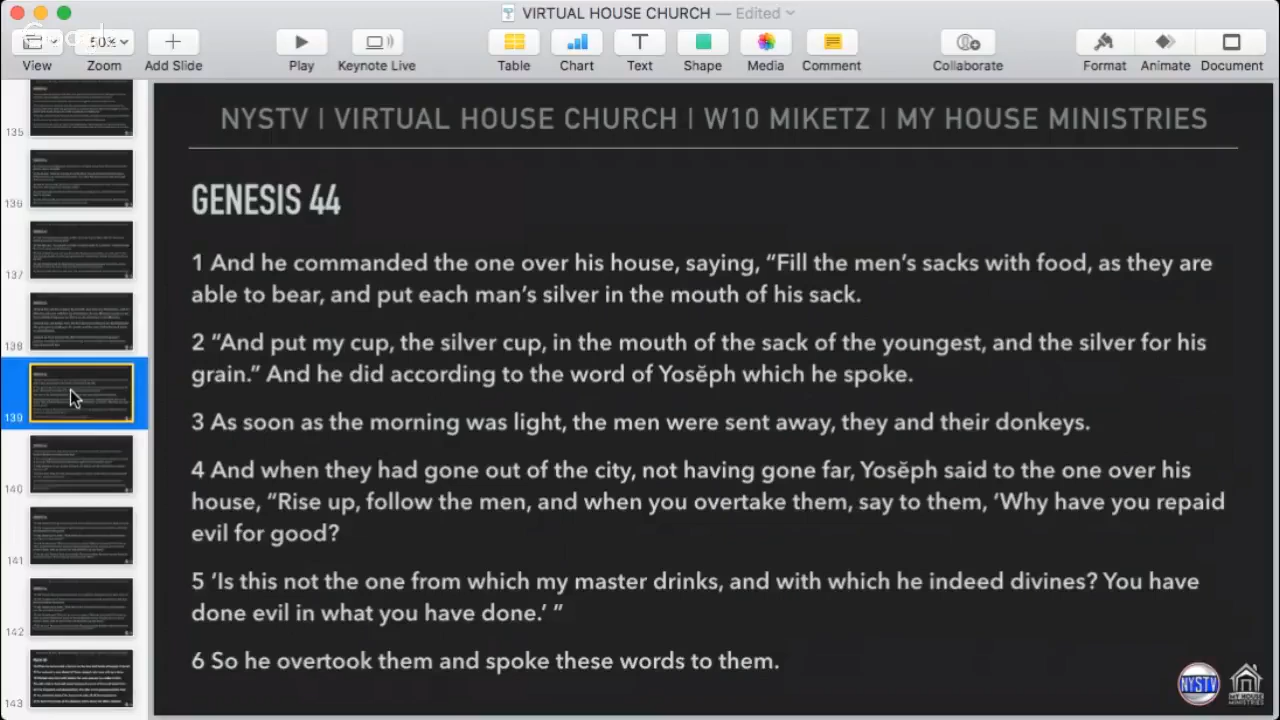 VIRTUAL HOUSE CHURCH — Edited
View
Zoom
Add Slide
Play
Keynote Live
Table
Chart
Text
Shape
Media
Comment
Collaborate
Format
Animate
Document
135
136
137
138
139
140
141
142
143
NYSTV VIRTUAL HOUSE CHURCH | W1 MIKETZ | MY HOUSE MINISTRIES
GENESIS 44
1 And he commanded the one over his house, saying, “Fill the men’s sacks with food, as they are
able to bear, and put each one’s silver in the mouth of his sack.
2 “And put my cup, the silver cup, in the mouth of the sack of the youngest, and the silver for his
grain.” And he did according to the word of Yosĕph which he spoke.
3 As soon as the morning was light, the men were sent away, they and their donkeys.
4 And when they had gone out of the city, not having gone far, Yosĕph said to the one over his
house, “Rise up, follow the men, and when you overtake them, say to them, ‘Why have you repaid
evil for good?
5 ‘Is this not the one from which my master drinks, and with which he indeed divines? You have
done evil in what you have done.’ ”
6 So he overtook them and spoke these words to them.
NYSTV
MY HOUSE
MINISTRIES